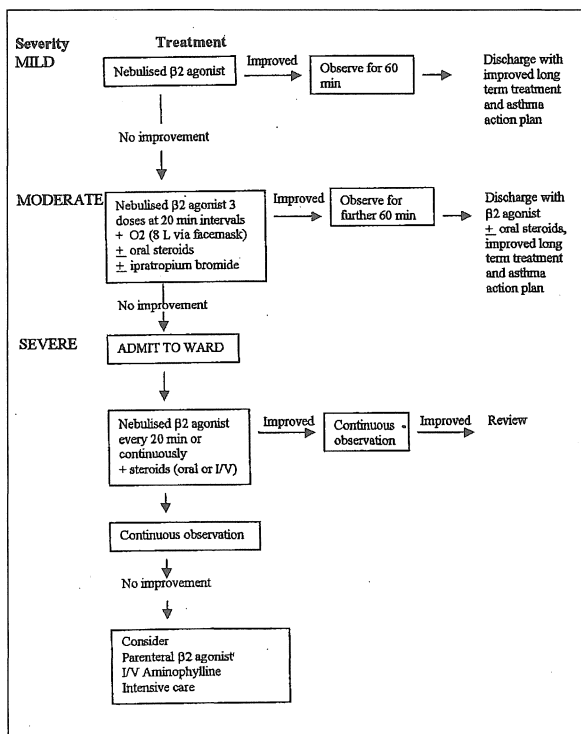 Severity
Treatment
MILD
Nebulised β2 agonist
Improved
Observe for 60
min
Discharge with
improved long
term treatment
and asthma
action plan
No improvement
MODERATE
Nebulised β2 agonist 3
doses at 20 min intervals
+ O2 (8 L via facemask)
± oral steroids
± ipratropium bromide
Improved
Observe for
further 60 min
Discharge with
β2 agonist
± oral steroids,
improved long
term treatment
and asthma
action plan
No improvement
SEVERE
ADMIT TO WARD
Nebulised β2 agonist
every 20 min or
continuously
+ steroids (oral or I/V)
Improved
Continuous
observation
Improved
Review
Continuous observation
No improvement
Consider
Parenteral β2 agonist
I/V Aminophylline
Intensive care